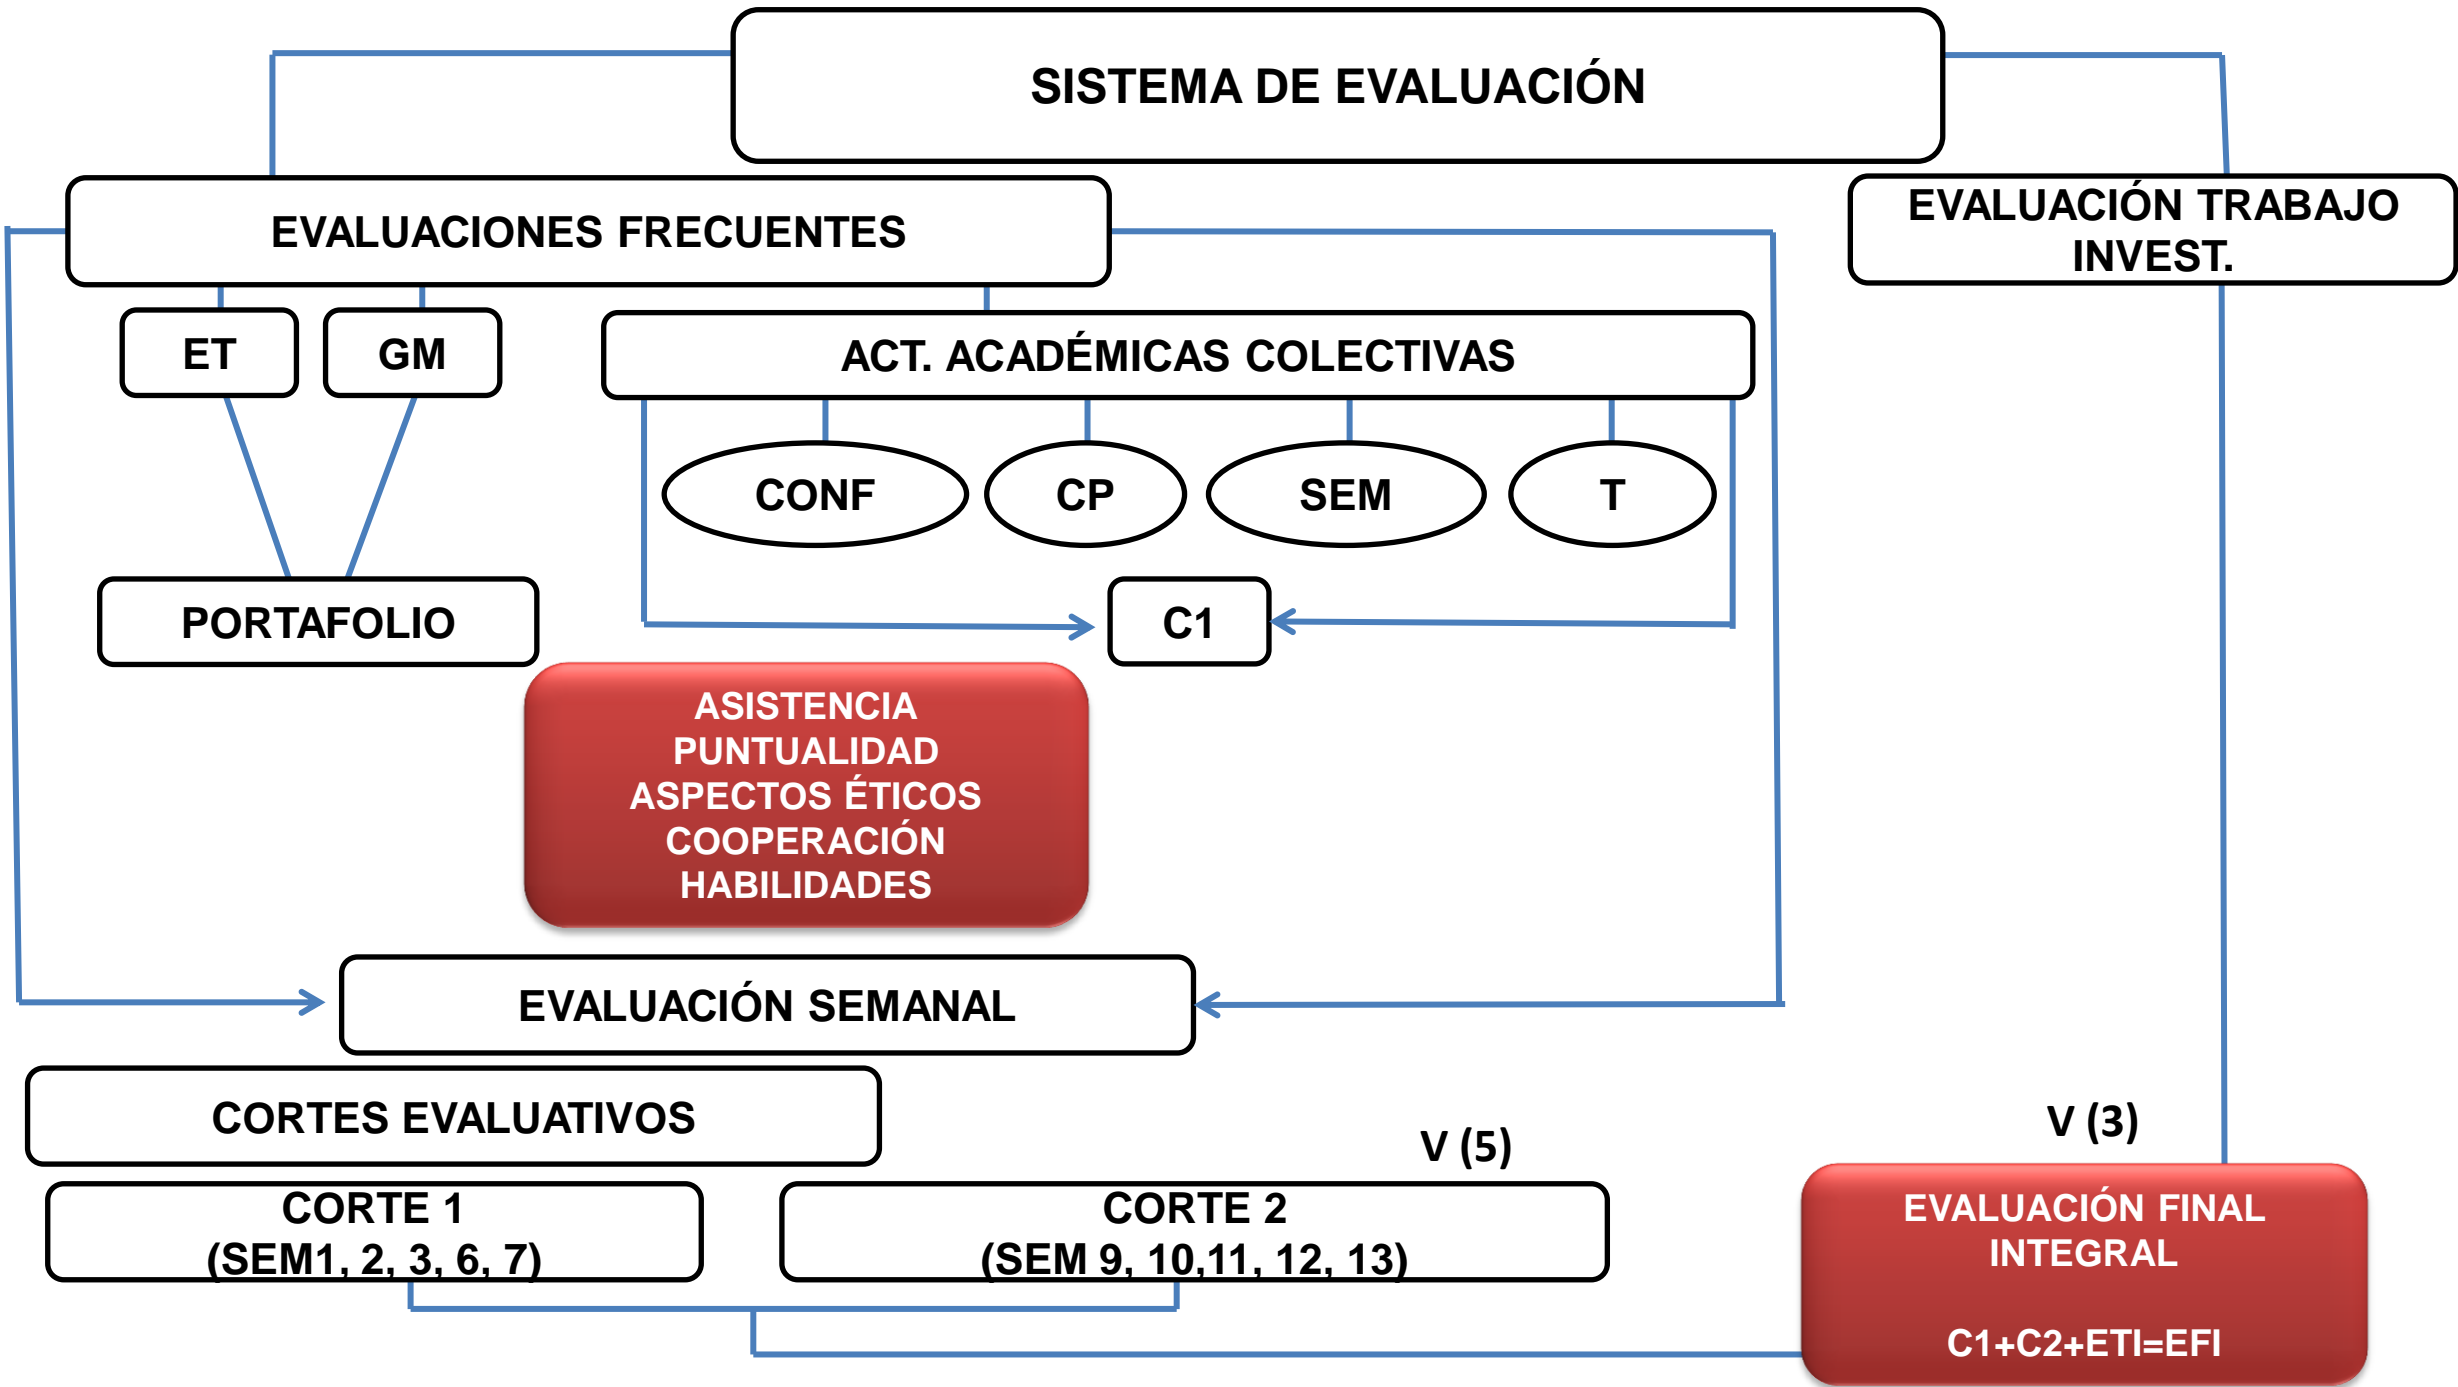 SISTEMA DE EVALUACIÓN
EVALUACIONES FRECUENTES
EVALUACIÓN TRABAJO
INVEST.
ET
GM
ACT. ACADÉMICAS COLECTIVAS
CONF
CP
SEM
T
PORTAFOLIO
C1
ASISTENCIA
PUNTUALIDAD
ASPECTOS ÉTICOS
COOPERACIÓN
HABILIDADES
EVALUACIÓN SEMANAL
CORTES EVALUATIVOS
V (5)
V (3)
CORTE 1
(SEM1, 2, 3, 6, 7)
CORTE 2
(SEM 9, 10,11, 12, 13)
EVALUACIÓN FINAL
INTEGRAL
C1+C2+ETI=EFI